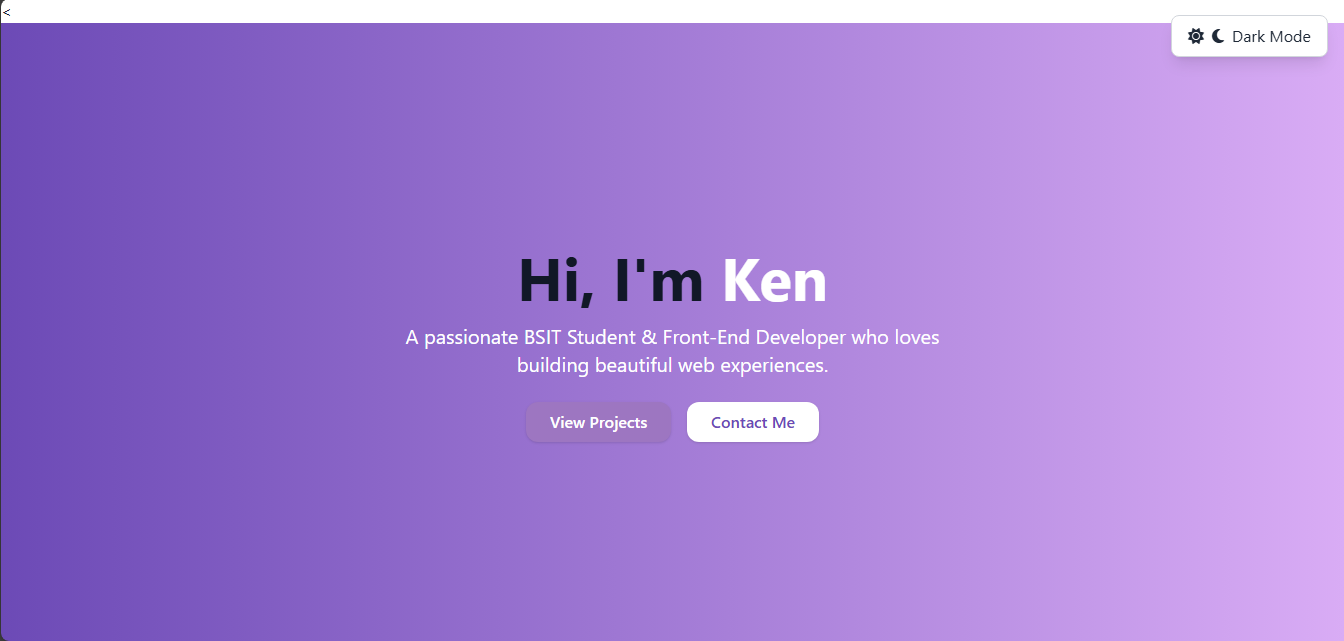 <
Dark Mode
Hi, I'm Ken
A passionate BSIT Student & Front-End Developer who loves
building beautiful web experiences.
View Projects
Contact Me